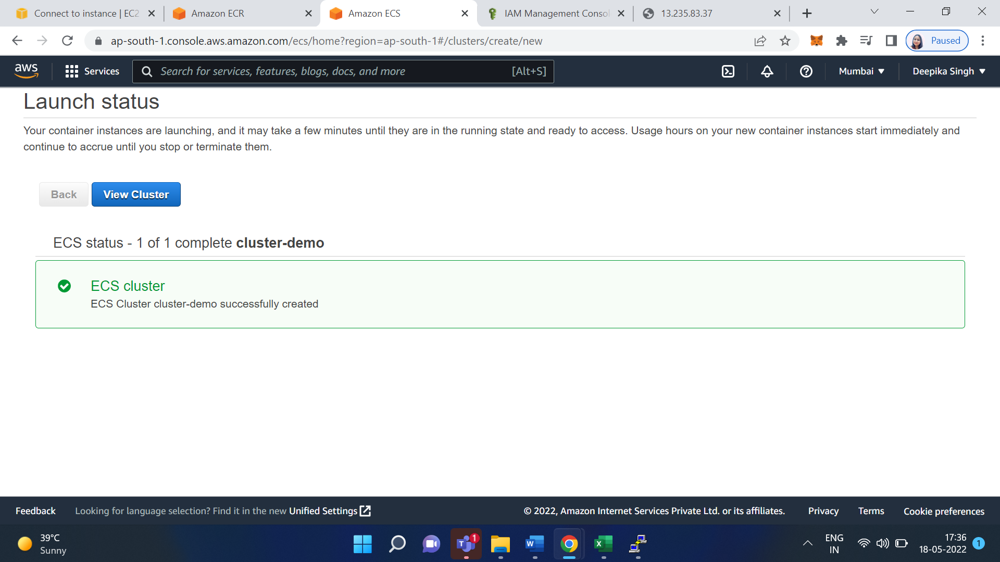 Connect to instance | EC2
Amazon ECR
Amazon ECS
IAM Management Consol
13.235.83.37
ap-south-1.console.aws.amazon.com/ecs/home?region=ap-south-1#/clusters/create/new
Paused
aws
Services
Search for services, features, blogs, docs, and more
[Alt+S]
Mumbai
Deepika Singh
Launch status
Your container instances are launching, and it may take a few minutes until they are in the running state and ready to access. Usage hours on your new container instances start immediately and
continue to accrue until you stop or terminate them.
Back
View Cluster
ECS status - 1 of 1 complete cluster-demo
ECS cluster
ECS Cluster cluster-demo successfully created
Feedback
Looking for language selection? Find it in the new Unified Settings
© 2022, Amazon Internet Services Private Ltd. or its affiliates.
Privacy
Terms
Cookie preferences
39°C
Sunny
T
1
W
X
ENG
IN
17:36
18-05-2022
1